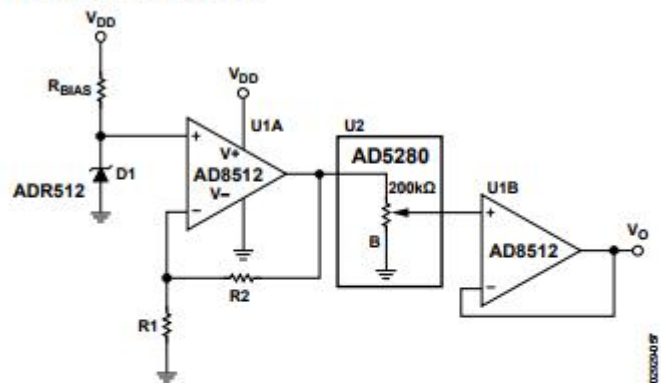 VDD
RBIAS
ADR512
D1
VDD
U1A
+
V+
AD8512
V–
–
R2
R1
U2
AD5280
200kΩ
B
U1B
+
AD8512
–
VO